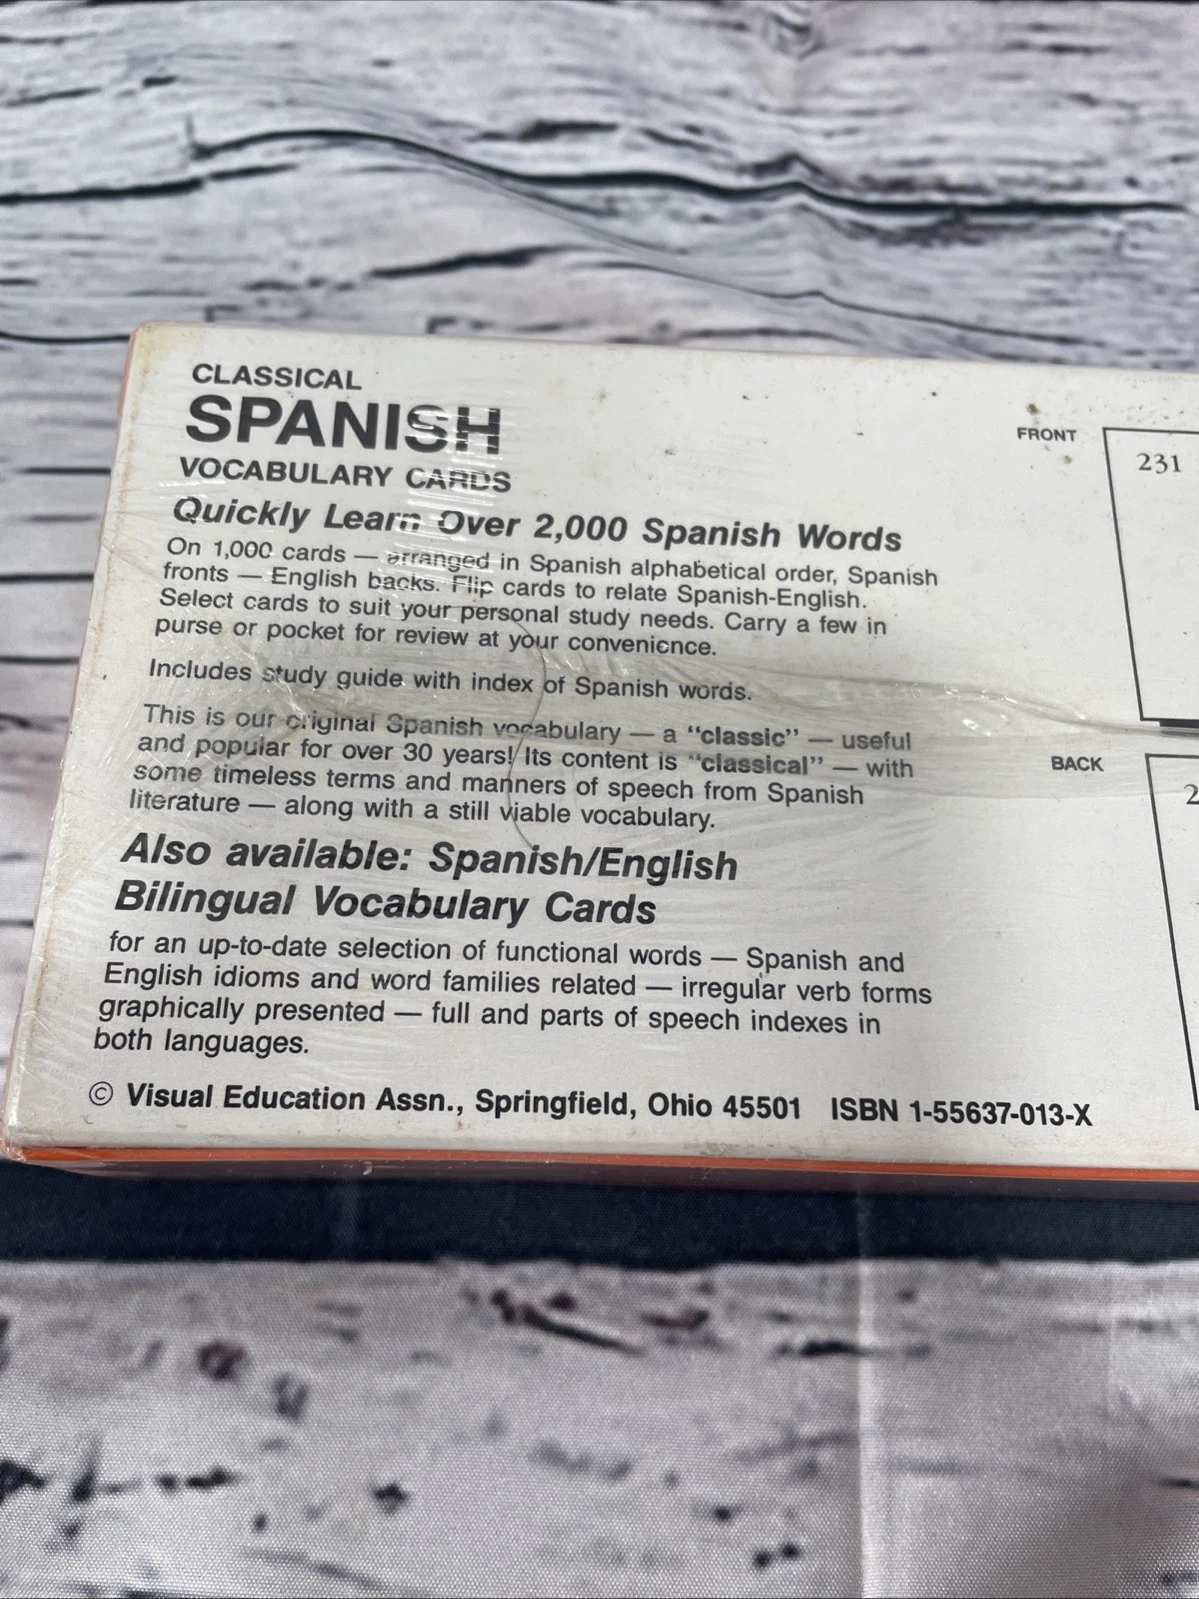 CLASSICAL
SPANISH
VOCABULARY CARDS
Quickly Learn Over 2,000 Spanish Words
On 1,000 cards — arranged in Spanish alphabetical order, Spanish
fronts — English backs. Flip cards to relate Spanish-English.
Select cards to suit your personal study needs. Carry a few in
purse or pocket for review at your convenience.
Includes study guide with index of Spanish words.
This is our original Spanish vocabulary — a “classic” — useful
and popular for over 30 years! Its content is “classical” — with
some timeless terms and manners of speech from Spanish
literature — along with a still viable vocabulary.
Also available: Spanish/English
Bilingual Vocabulary Cards
for an up-to-date selection of functional words — Spanish and
English idioms and word families related — irregular verb forms
graphically presented — full and parts of speech indexes in
both languages.
© Visual Education Assn., Springfield, Ohio 45501 ISBN 1-55637-013-X
FRONT
231
BACK